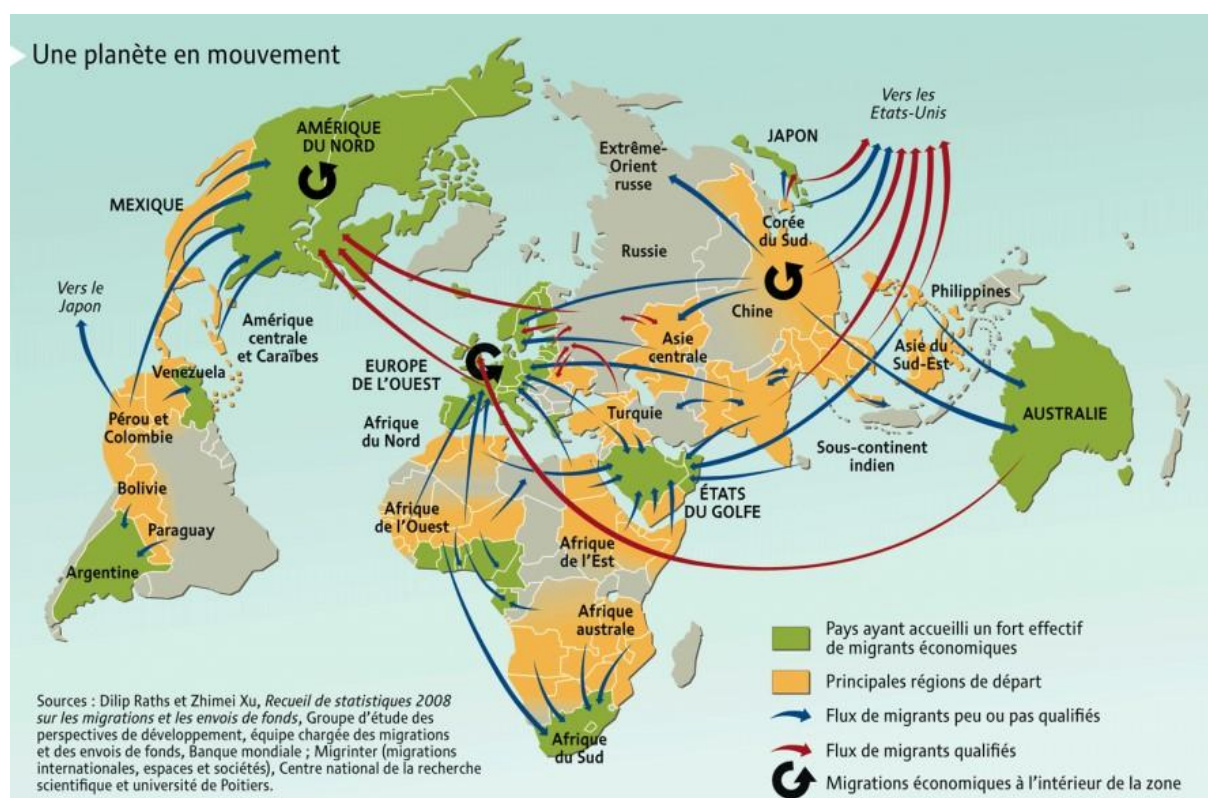 Une planète en mouvement
AMÉRIQUE
DU NORD
MEXIQUE
Vers le
Japon
Amérique
centrale
et Caraïbes
Venezuela
Pérou et
Colombie
Bolivie
Paraguay
Argentine
EUROPE
DE L'OUEST
Afrique
du Nord
Afrique
de l'Ouest
Afrique
de l'Est
Afrique
australe
Afrique
du Sud
Turquie
ÉTATS
DU GOLFE
Russie
Extrême-
Orient
russe
Asie
centrale
Chine
Corée
du Sud
JAPON
Vers les
Etats-Unis
Philippines
Asie du
Sud-Est
Sous-continent
indien
AUSTRALIE
Pays ayant accueilli un fort effectif
de migrants économiques
Principales régions de départ
Flux de migrants peu ou pas qualifiés
Flux de migrants qualifiés
Migrations économiques à l'intérieur de la zone
Sources : Dilip Raths et Zhimei Xu, Recueil de statistiques 2008
sur les migrations et les envois de fonds, Groupe d'étude des
perspectives de développement, équipe chargée des migrations
et des envois de fonds, Banque mondiale ; Migrinter (migrations
internationales, espaces et sociétés), Centre national de la recherche
scientifique et université de Poitiers.